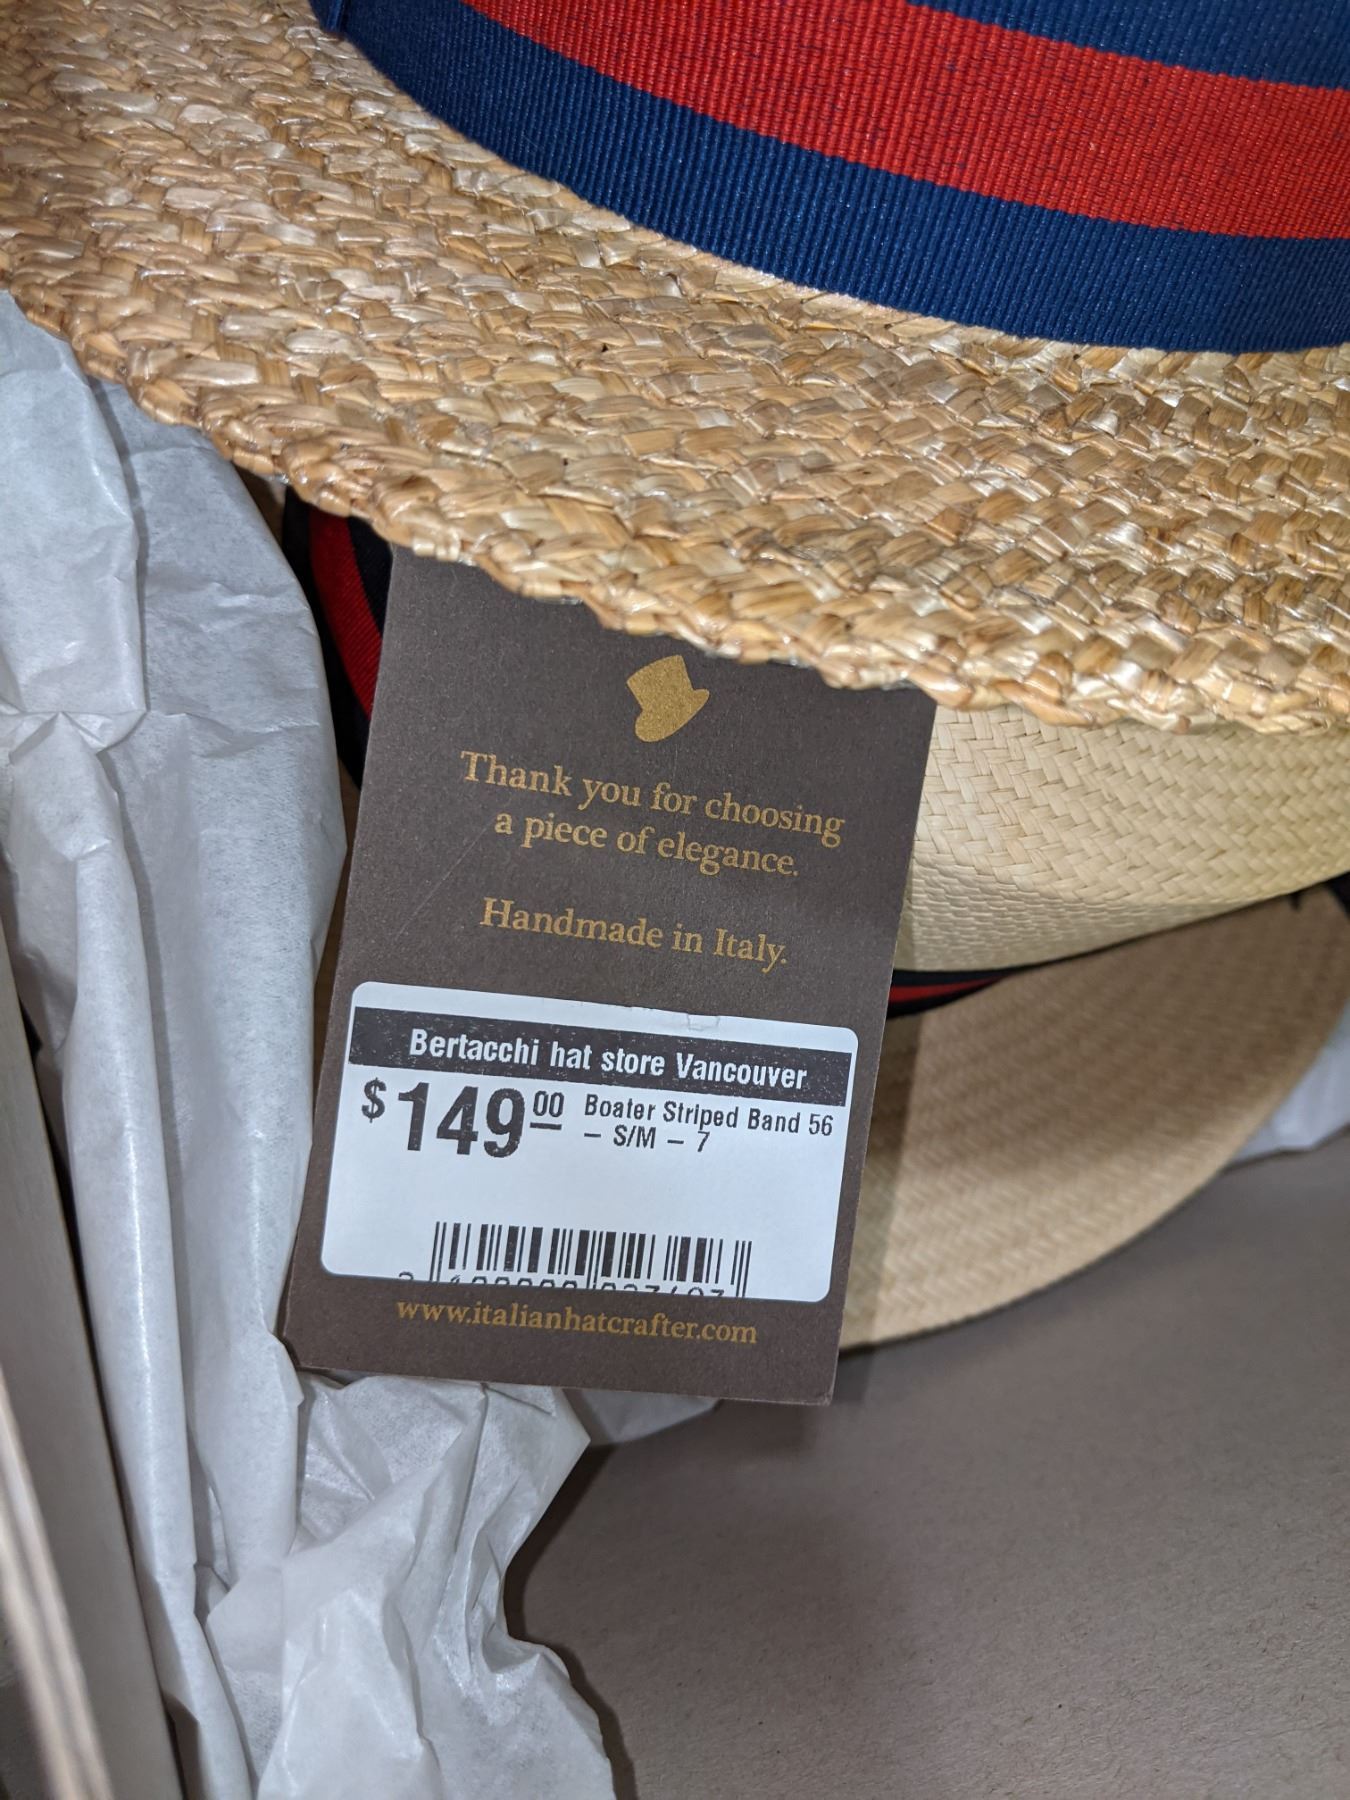 Thank you for choosing
a piece of elegance.
Handmade in Italy.
Bertacchi hat store Vancouver
$149.00 Boater Striped Band 56
– S/M – 7
www.italianhatcrafter.com